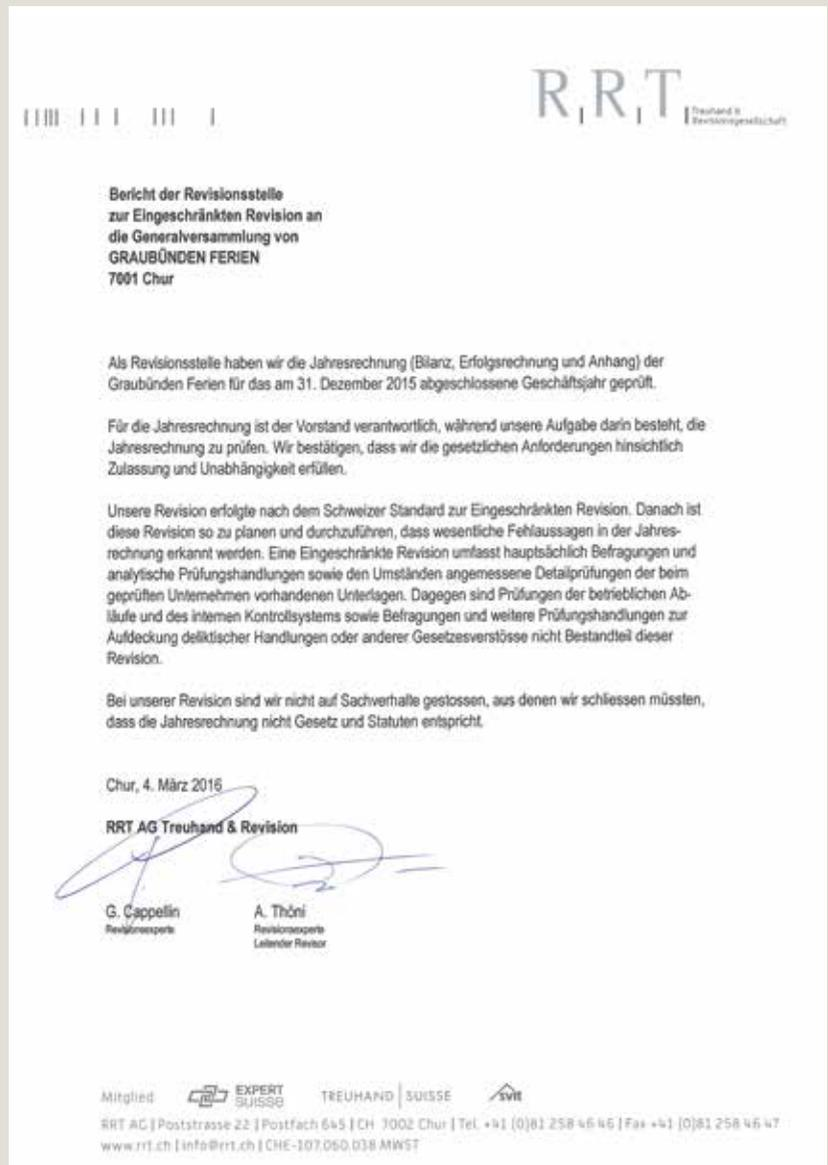 R.R.T
Treuhand &
Revisionsgesellschaft
Bericht der Revisionsstelle
zur Eingeschränkten Revision an
die Generalversammlung von
GRAUBÜNDEN FERIEN
7001 Chur
Als Revisionsstelle haben wir die Jahresrechnung (Bilanz, Erfolgsrechnung und Anhang) der
Graubünden Ferien für das am 31. Dezember 2015 abgeschlossene Geschäftsjahr geprüft.
Für die Jahresrechnung ist der Vorstand verantwortlich, während unsere Aufgabe darin besteht, die
Jahresrechnung zu prüfen. Wir bestätigen, dass wir die gesetzlichen Anforderungen hinsichtlich
Zulassung und Unabhängigkeit erfüllen.
Unsere Revision erfolgte nach dem Schweizer Standard zur Eingeschränkten Revision. Danach ist
diese Revision so zu planen und durchzuführen, dass wesentliche Fehlaussagen in der Jahres-
rechnung erkannt werden. Eine Eingeschränkte Revision umfasst hauptsächlich Befragungen und
analytische Prüfungshandlungen sowie den Umständen angemessene Detailprüfungen der beim
geprüften Unternehmen vorhandenen Unterlagen. Dagegen sind Prüfungen der betrieblichen Ab-
läufe und des internen Kontrollsystems sowie Befragungen und weitere Prüfungshandlungen zur
Aufdeckung deliktischer Handlungen oder anderer Gesetzesverstösse nicht Bestandteil dieser
Revision.
Bei unserer Revision sind wir nicht auf Sachverhalte gestossen, aus denen wir schliessen müssten,
dass die Jahresrechnung nicht Gesetz und Statuten entspricht.
Chur, 4. März 2016
RRT AG Treuhand & Revision
G. Cappellin A. Thöni
Revisionsexperte Revisionsexperte
Leitender Revisor
Mitglied EXPERT SUISSE TREUHAND | SUISSE svit
RRT AG | Poststrasse 22 | Postfach 645 | CH 7002 Chur | Tel. +41 (0)81 258 46 46 | Fax +41 (0)81 258 46 47
www.rrt.ch | info@rrt.ch | CHE-107.060.038 MWST